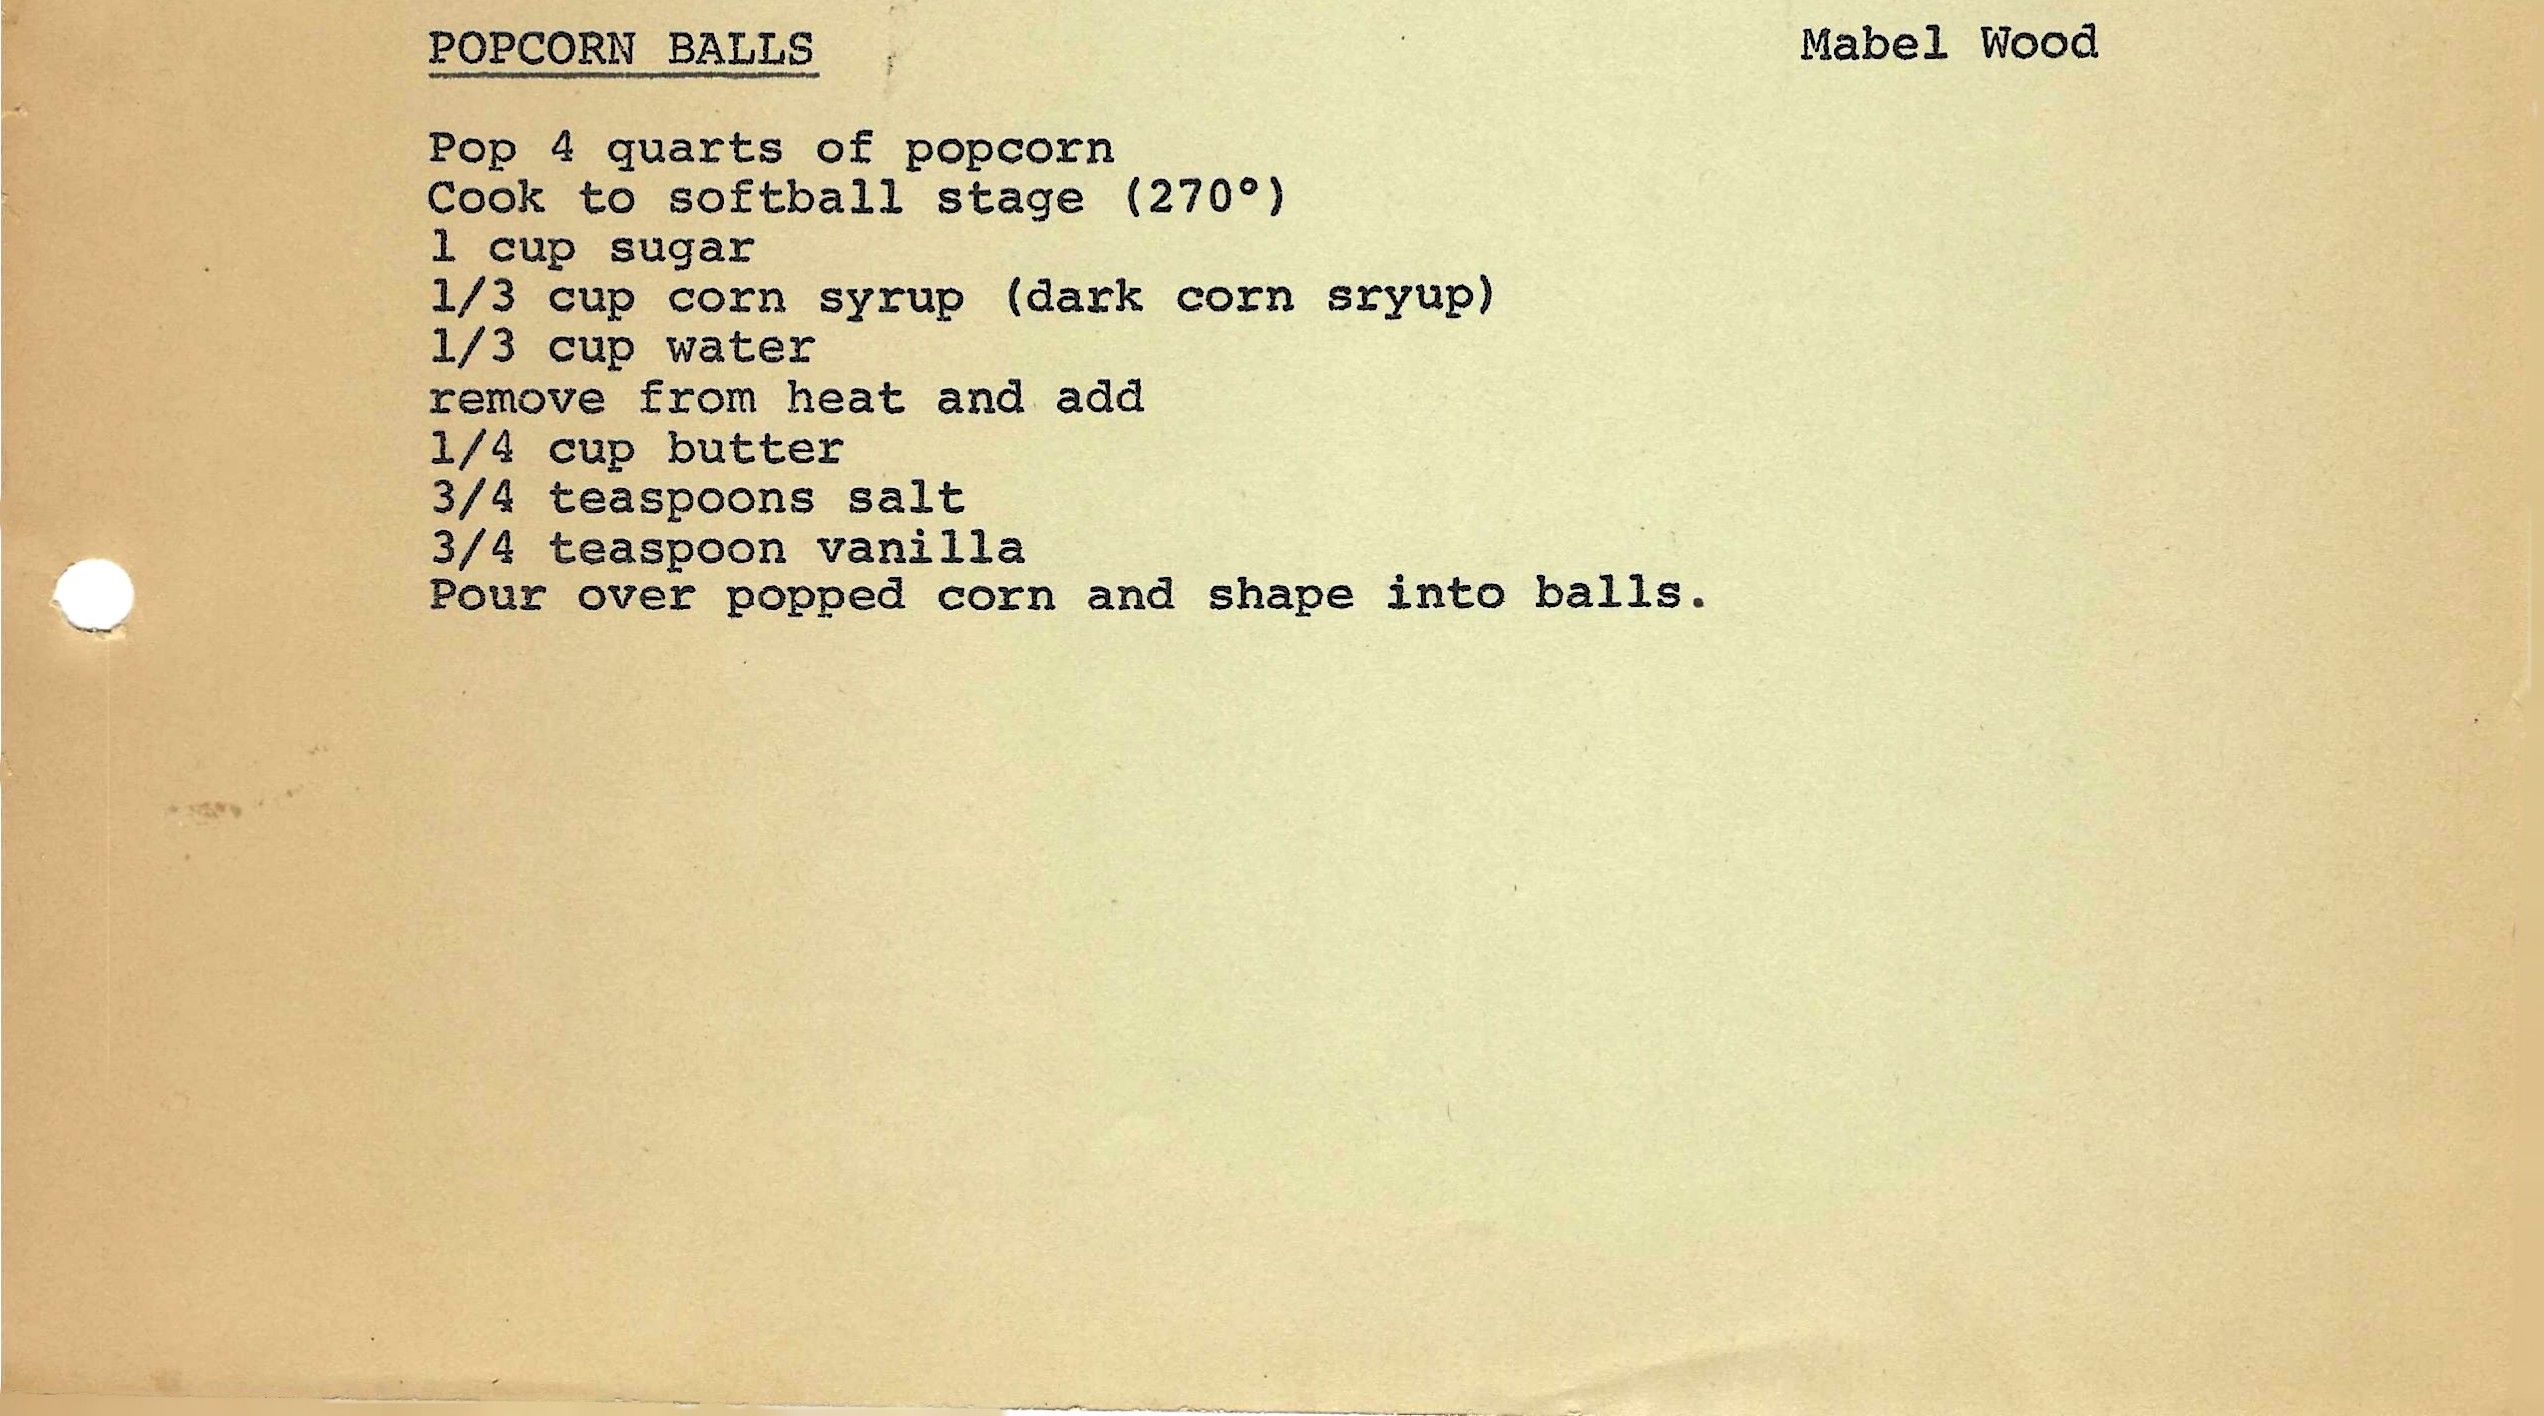 POPCORN BALLS Mabel Wood
Pop 4 quarts of popcorn
Cook to softball stage (270°)
1 cup sugar
1/3 cup corn syrup (dark corn sryup)
1/3 cup water
remove from heat and add
1/4 cup butter
3/4 teaspoons salt
3/4 teaspoon vanilla
Pour over popped corn and shape into balls.